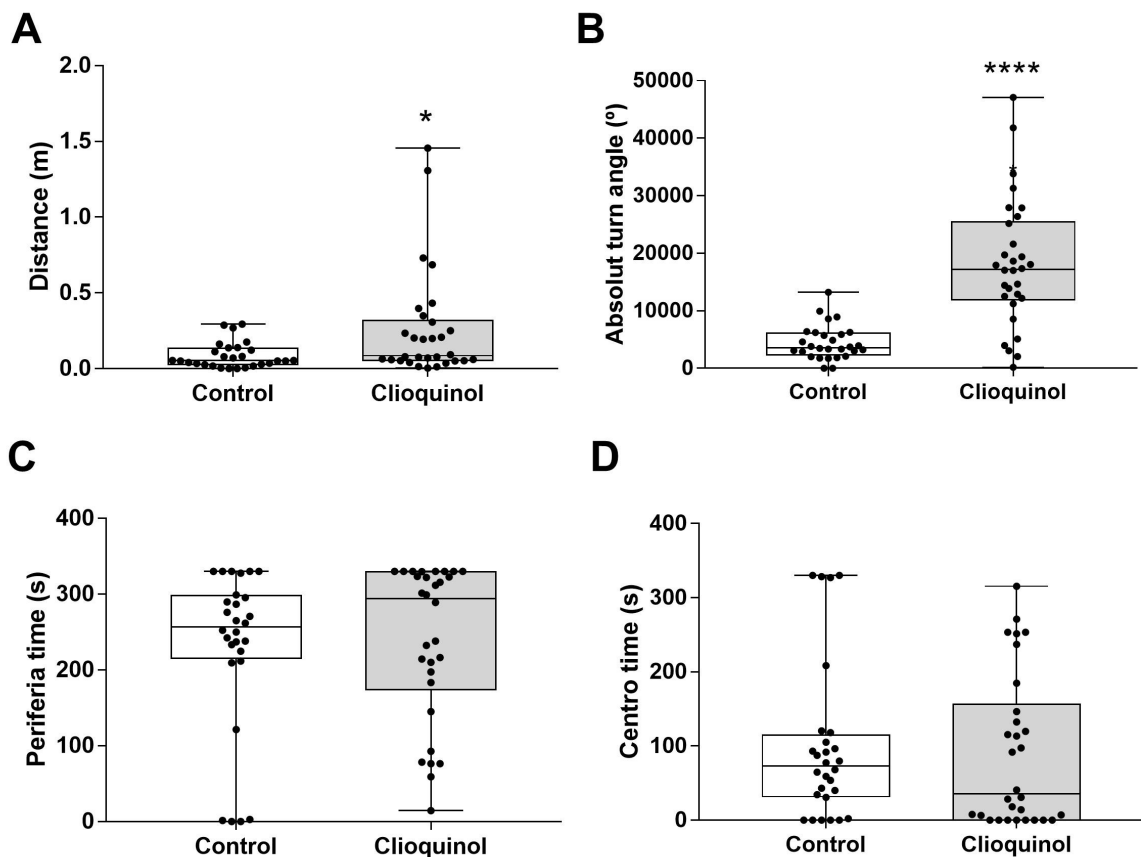 A
Distance (m)
2.0
1.5
1.0
0.5
0.0
*
Control
Clioquinol
B
Absolut turn angle (º)
50000
40000
30000
20000
10000
0
****
Control
Clioquinol
C
Periferia time (s)
400
300
200
100
0
Control
Clioquinol
D
Centro time (s)
400
300
200
100
0
Control
Clioquinol